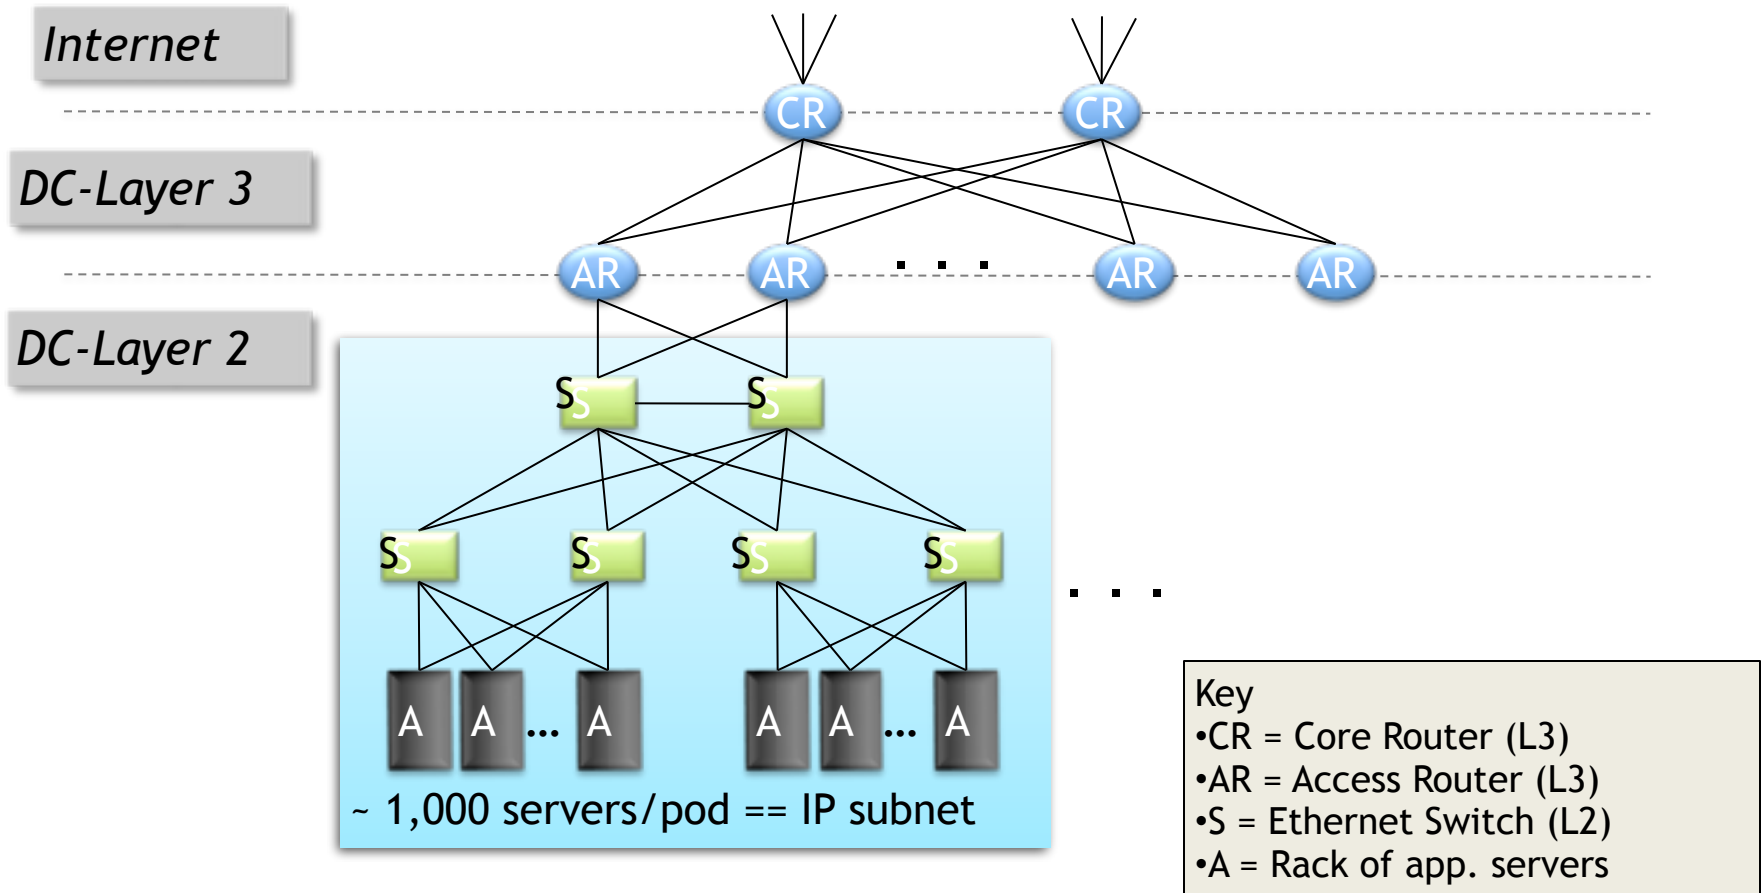 Internet
CR CR
DC-Layer 3
AR AR . . . AR AR
DC-Layer 2
S S S S
S S S S S S S S
. . .
A A ... A A A ... A
~ 1,000 servers/pod == IP subnet
Key
•CR = Core Router (L3)
•AR = Access Router (L3)
•S = Ethernet Switch (L2)
•A = Rack of app. servers